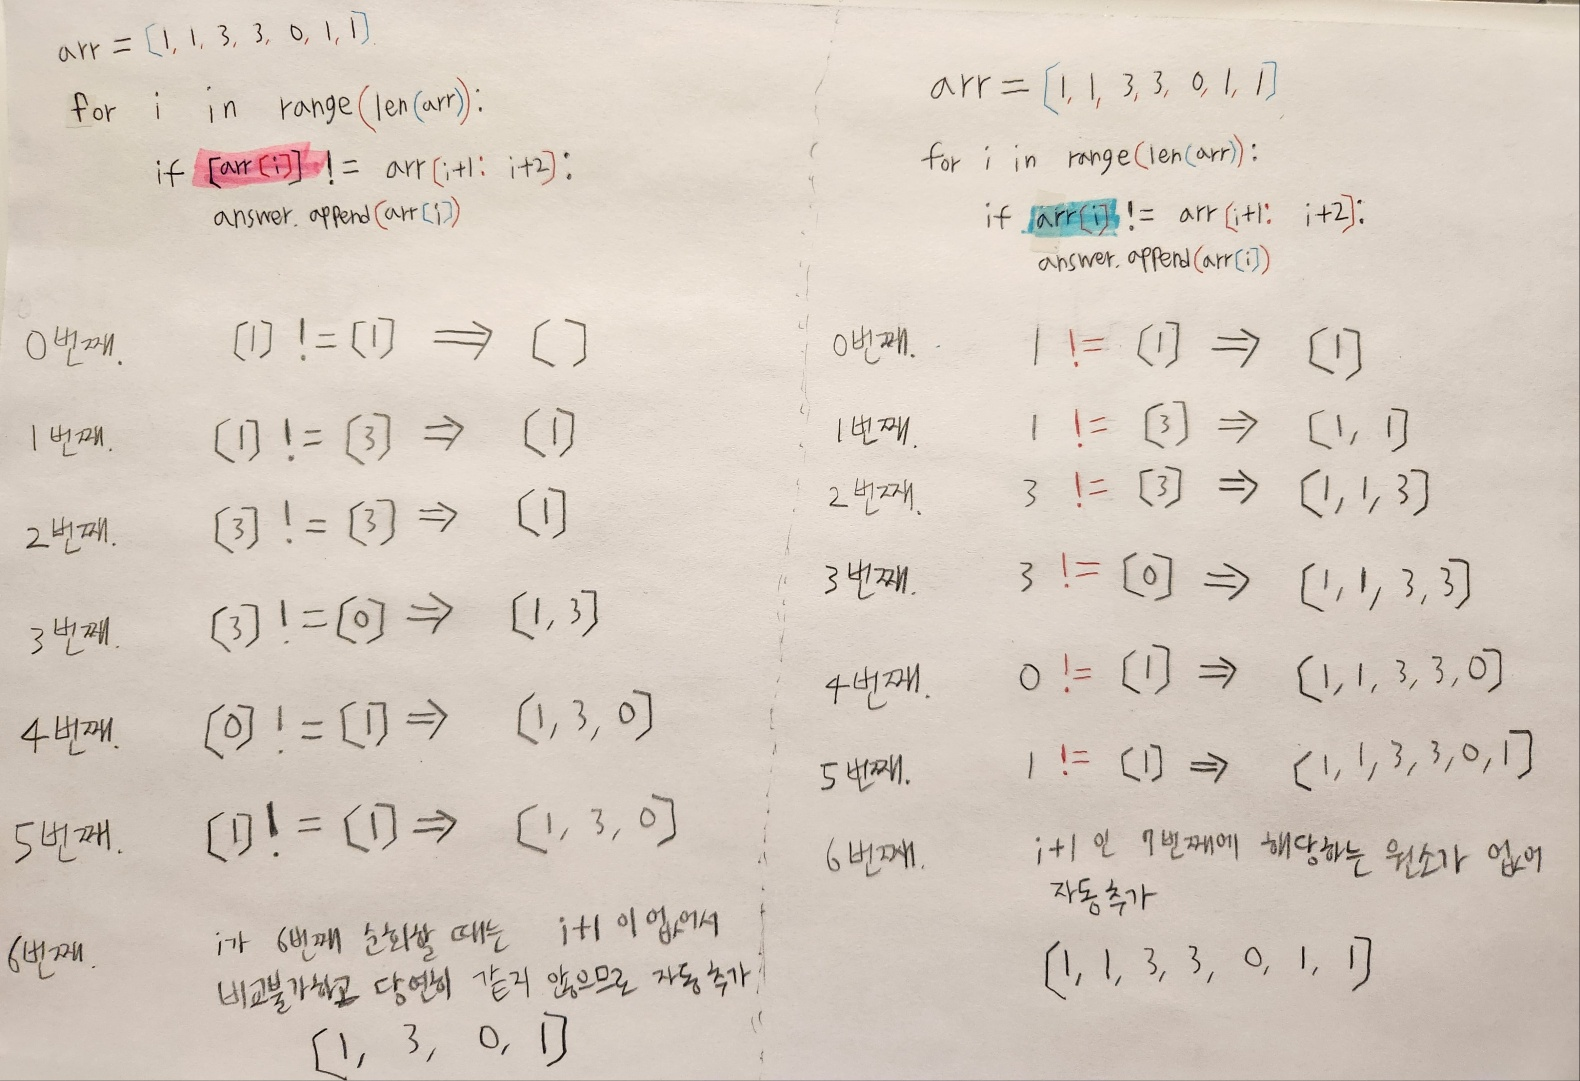 arr = [1, 1, 3, 3, 0, 1, 1]
for i in range(len(arr)):
if [arr[i]] != arr[i+1: i+2]:
answer.append(arr[i])
0번째. [1] != [1] ⇒ [ ]
1번째. [1] != [3] ⇒ [1]
2번째. [3] != [3] ⇒ [1]
3번째. [3] != [0] ⇒ [1, 3]
4번째. [0] != [1] ⇒ [1, 3, 0]
5번째. [1] != [1] ⇒ [1, 3, 0]
6번째. i가 6번째 순회할 때는 i+1이 없어서
비교불가하고 당연히 같지 않으므로 자동추가
[1, 3, 0, 1]
arr = [1, 1, 3, 3, 0, 1, 1]
for i in range(len(arr)):
if arr[i] != arr[i+1: i+2]:
answer.append(arr[i])
0번째. 1 != [1] ⇒ [1]
1번째. 1 != [3] ⇒ [1, 1]
2번째. 3 != [3] ⇒ [1, 1, 3]
3번째. 3 != [0] ⇒ [1, 1, 3, 3]
4번째. 0 != [1] ⇒ [1, 1, 3, 3, 0]
5번째. 1 != [1] ⇒ [1, 1, 3, 3, 0, 1]
6번째. i+1인 7번째에 해당하는 원소가 없어
자동추가
[1, 1, 3, 3, 0, 1, 1]